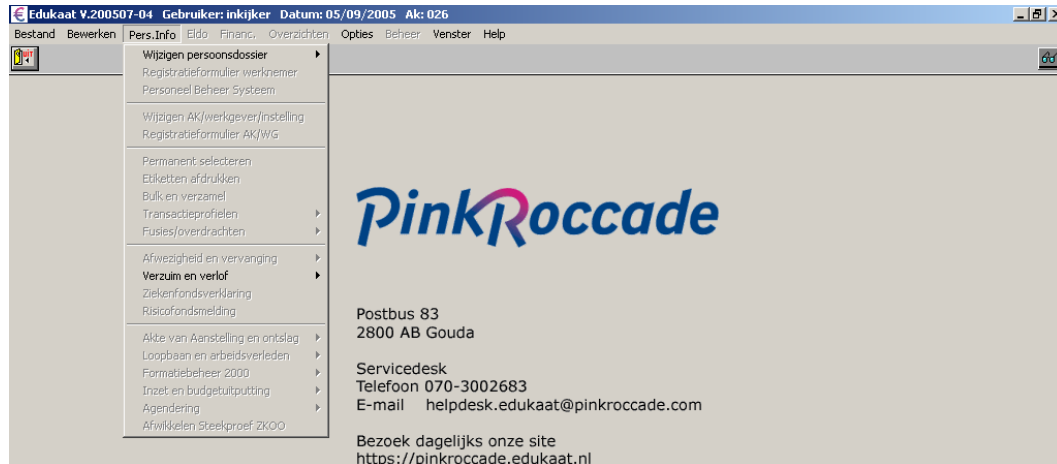 Edukaat V.200507-04 Gebruiker: inkijker Datum: 05/09/2005 Ak: 026
Bestand Bewerken Pers.Info Eldo Financ. Overzichten Opties Beheer Venster Help
UIT
Wijzigen persoonsdossier
Registratieformulier werknemer
Personeel Beheer Systeem
Wijzigen AK/werkgever/instelling
Registratieformulier AK/WG
Permanent selecteren
Etiketten afdrukken
Bulk en verzamel
Transactieprofielen
Fusies/overdrachten
Afwezigheid en vervanging
Verzuim en verlof
Ziekenfondsverklaring
Risicofondsmelding
Akte van Aanstelling en ontslag
Loopbaan en arbeidsverleden
Formatiebeheer 2000
Inzet en budgetuitputting
Agendering
Afwikkelen Steekproef ZKOO
PinkRoccade
Postbus 83
2800 AB Gouda
Servicedesk
Telefoon 070-3002683
E-mail helpdesk.edukaat@pinkroccade.com
Bezoek dagelijks onze site
https://pinkroccade.edukaat.nl